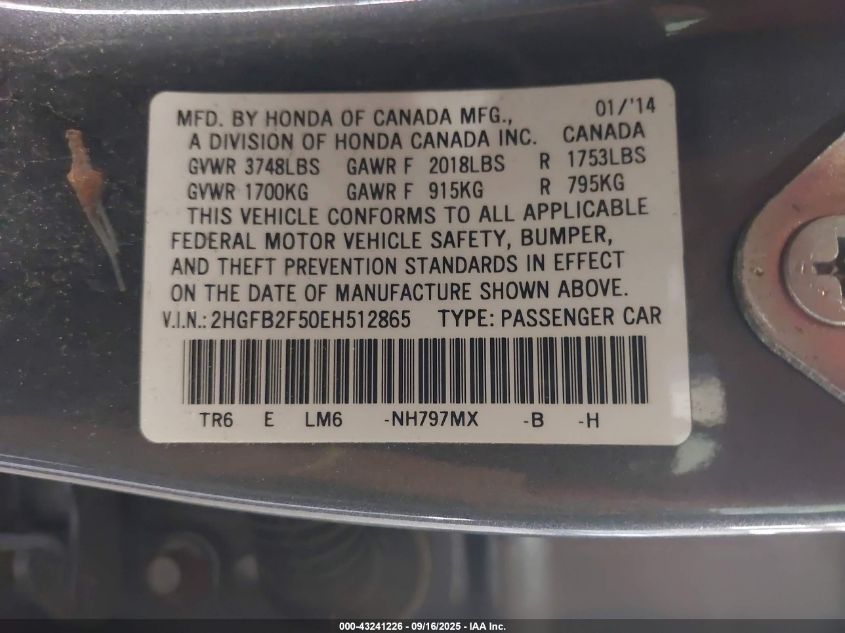 MFD. BY HONDA OF CANADA MFG., 01/'14
A DIVISION OF HONDA CANADA INC. CANADA
GVWR 3748LBS GAWR F 2018LBS R 1753LBS
GVWR 1700KG GAWR F 915KG R 795KG
THIS VEHICLE CONFORMS TO ALL APPLICABLE
FEDERAL MOTOR VEHICLE SAFETY, BUMPER,
AND THEFT PREVENTION STANDARDS IN EFFECT
ON THE DATE OF MANUFACTURE SHOWN ABOVE.
V.I.N.: 2HGFB2F50EH512865 TYPE: PASSENGER CAR
TR6 E LM6 -NH797MX -B -H
000-43241226 - 09/16/2025 - IAA Inc.